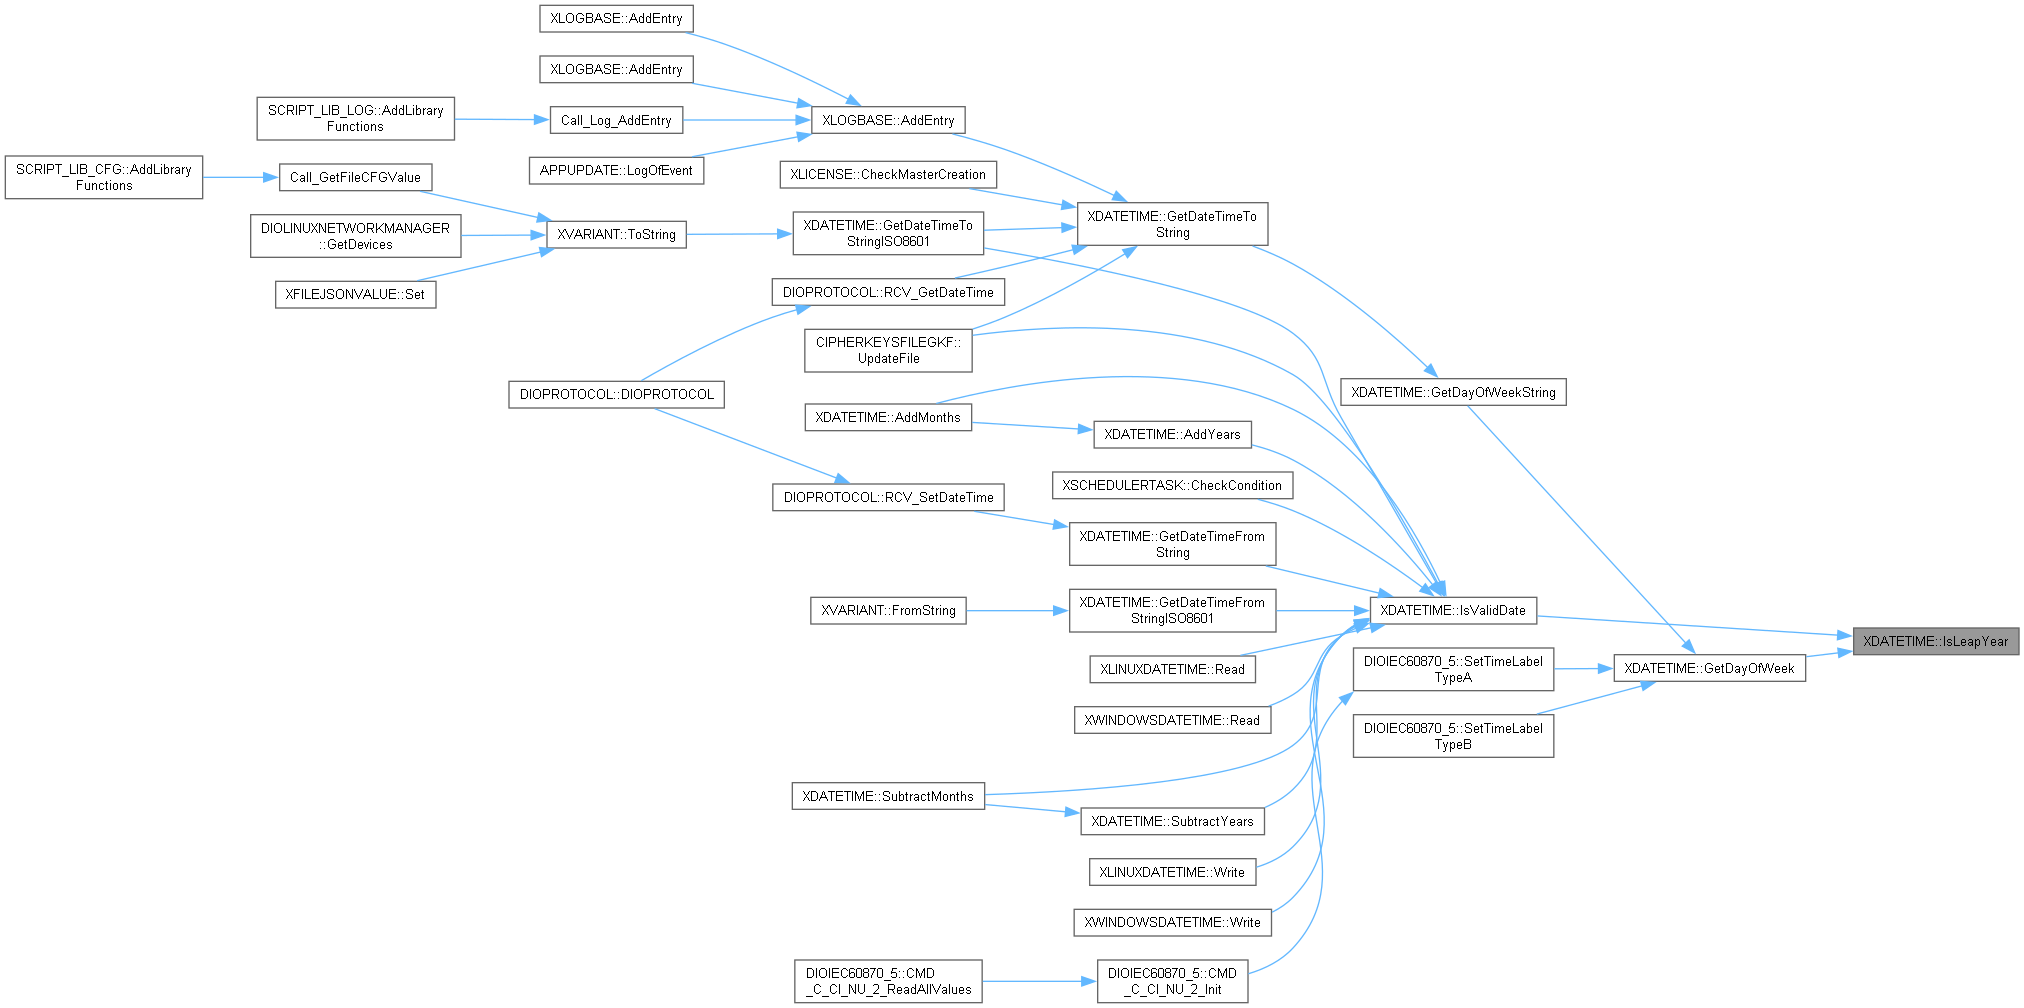 XLOGBASE::AddEntry
XLOGBASE::AddEntry
SCRIPT_LIB_LOG::AddLibrary
Functions
Call_Log_AddEntry
XLOGBASE::AddEntry
SCRIPT_LIB_CFG::AddLibrary
Functions
Call_GetFileCFGValue
APPUPDATE::LogOfEvent
XLICENSE::CheckMasterCreation
DIOLINUXNETWORKMANAGER
::GetDevices
XVARIANT::ToString
XDATETIME::GetDateTimeTo
StringISO8601
XDATETIME::GetDateTimeTo
String
XFILEJSONVALUE::Set
DIOPROTOCOL::RCV_GetDateTime
CIPHERKEYSFILEGKF::
UpdateFile
DIOPROTOCOL::DIOPROTOCOL
XDATETIME::GetDayOfWeekString
XDATETIME::AddMonths
XDATETIME::AddYears
XSCHEDULERTASK::CheckCondition
DIOPROTOCOL::RCV_SetDateTime
XDATETIME::GetDateTimeFrom
String
XVARIANT::FromString
XDATETIME::GetDateTimeFrom
StringISO8601
XDATETIME::IsValidDate
XDATETIME::IsLeapYear
XLINUXDATETIME::Read
DIOIEC60870_5::SetTimeLabel
TypeA
XDATETIME::GetDayOfWeek
XWINDOWSDATETIME::Read
DIOIEC60870_5::SetTimeLabel
TypeB
XDATETIME::SubtractMonths
XDATETIME::SubtractYears
XLINUXDATETIME::Write
XWINDOWSDATETIME::Write
DIOIEC60870_5::CMD
_C_CI_NU_2_ReadAllValues
DIOIEC60870_5::CMD
_C_CI_NU_2_Init